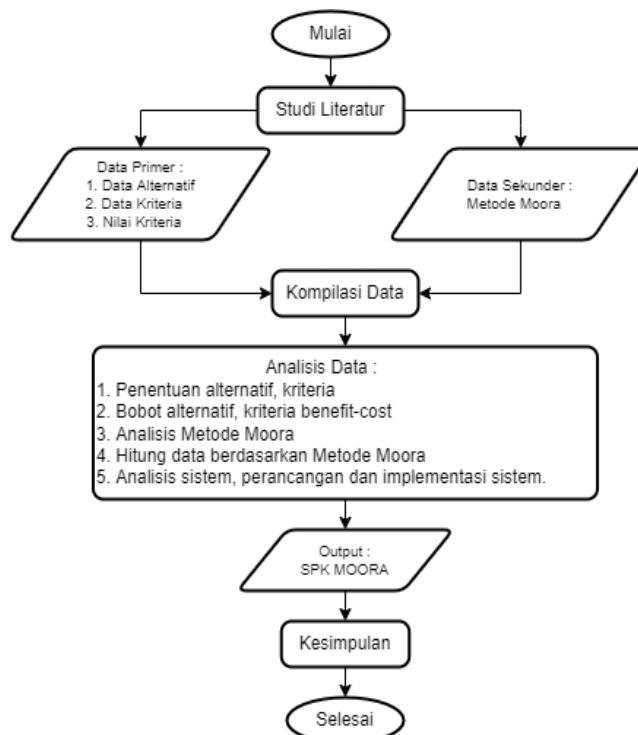 Mulai
Studi Literatur
Data Primer :
1. Data Alternatif
2. Data Kriteria
3. Nilai Kriteria
Data Sekunder :
Metode Moora
Kompilasi Data
Analisis Data :
1. Penentuan alternatif, kriteria
2. Bobot alternatif, kriteria benefit-cost
3. Analisis Metode Moora
4. Hitung data berdasarkan Metode Moora
5. Analisis sistem, perancangan dan implementasi sistem.
Output :
SPK MOORA
Kesimpulan
Selesai